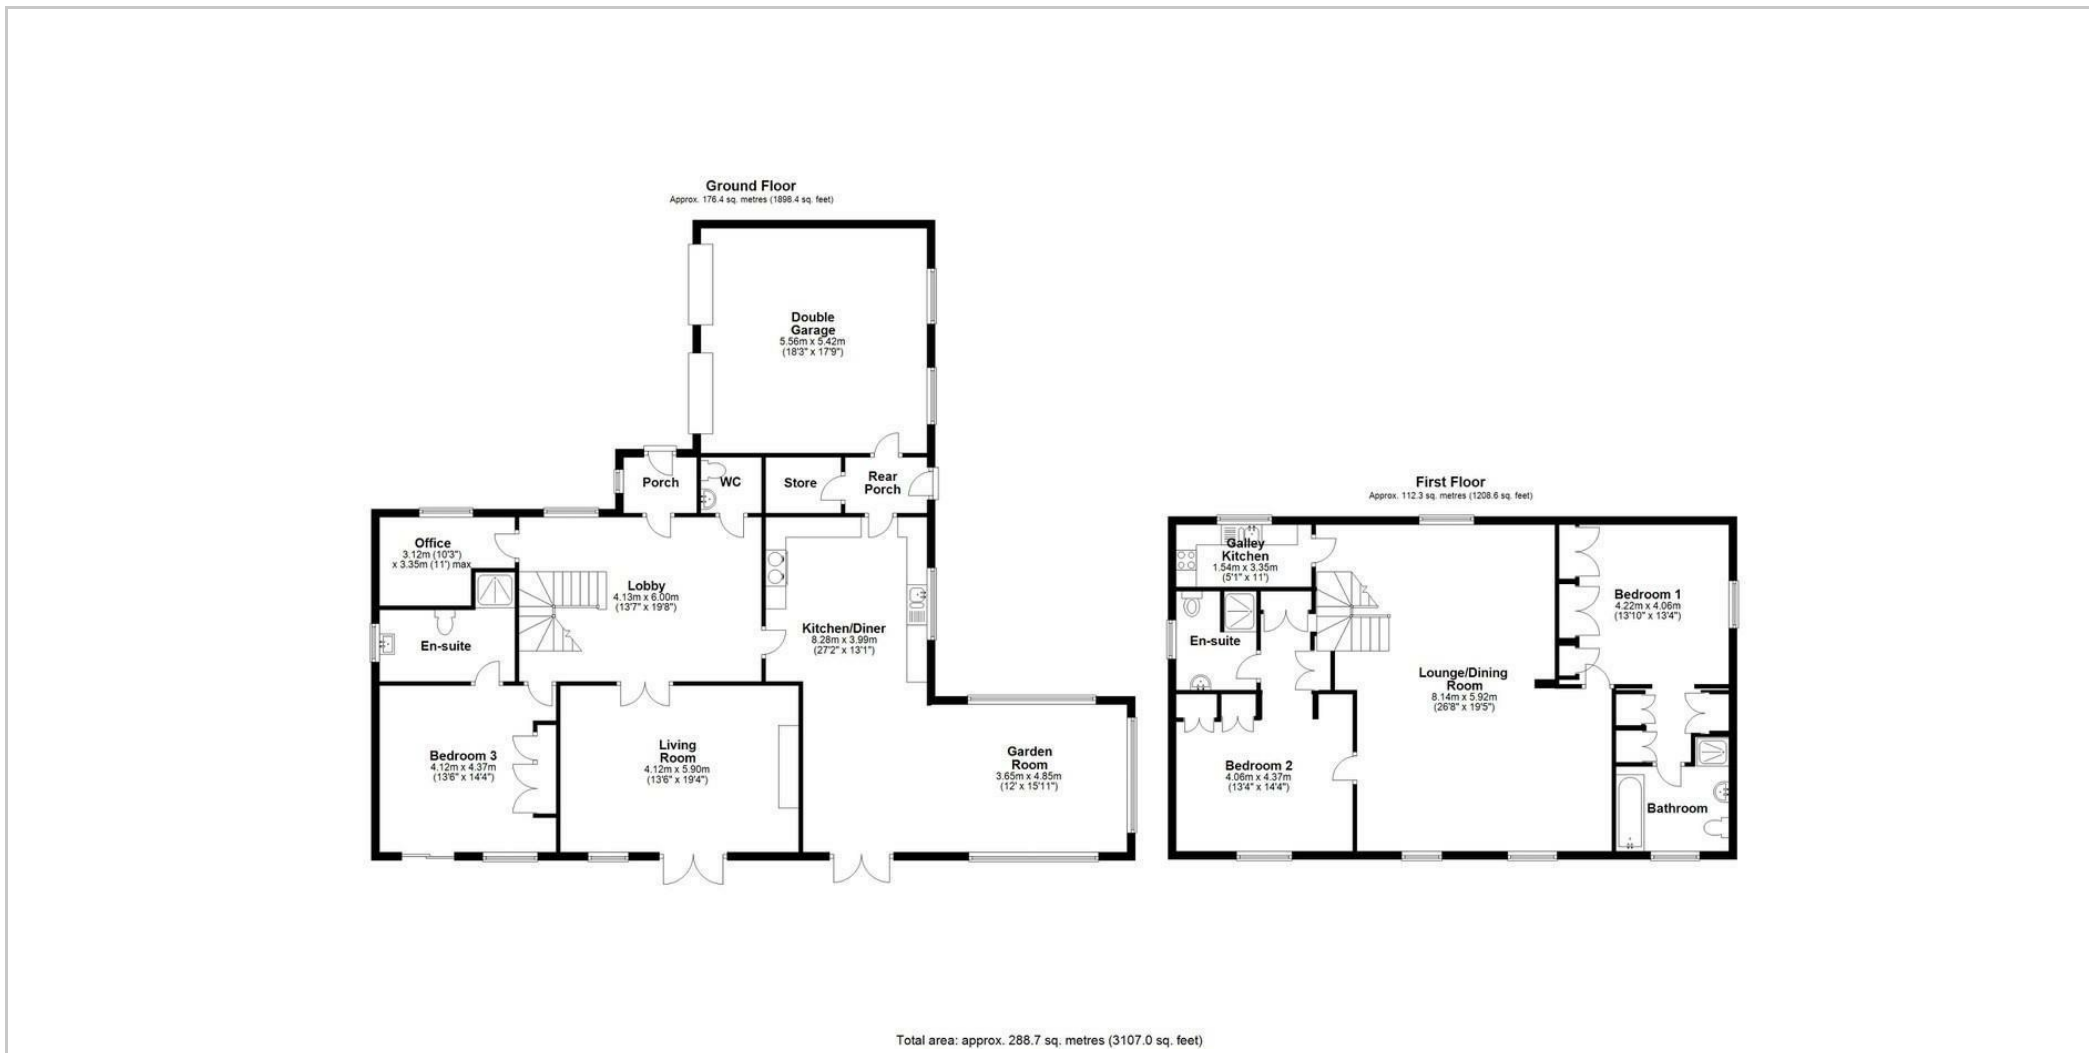 Ground Floor
Approx. 176.4 sq. metres (1898.4 sq. feet)
Double
Garage
5.56m x 5.42m
(18'3" x 17'9")
Porch
WC
Store
Rear
Porch
Office
3.12m (10'3")
x 3.35m (11') max
Lobby
4.13m x 6.00m
(13'7" x 19'8")
Kitchen/Diner
8.28m x 3.99m
(27'2" x 13'1")
En-suite
Bedroom 3
4.12m x 4.37m
(13'6" x 14'4")
Living
Room
4.12m x 5.90m
(13'6" x 19'4")
Garden
Room
3.65m x 4.85m
(12' x 15'11")
First Floor
Approx. 112.3 sq. metres (1208.6 sq. feet)
Galley
Kitchen
1.54m x 3.35m
(5'1" x 11')
Bedroom 1
4.22m x 4.06m
(13'10" x 13'4")
En-suite
Lounge/Dining
Room
8.14m x 5.92m
(26'8" x 19'5")
Bedroom 2
4.06m x 4.37m
(13'4" x 14'4")
Bathroom
Total area: approx. 288.7 sq. metres (3107.0 sq. feet)